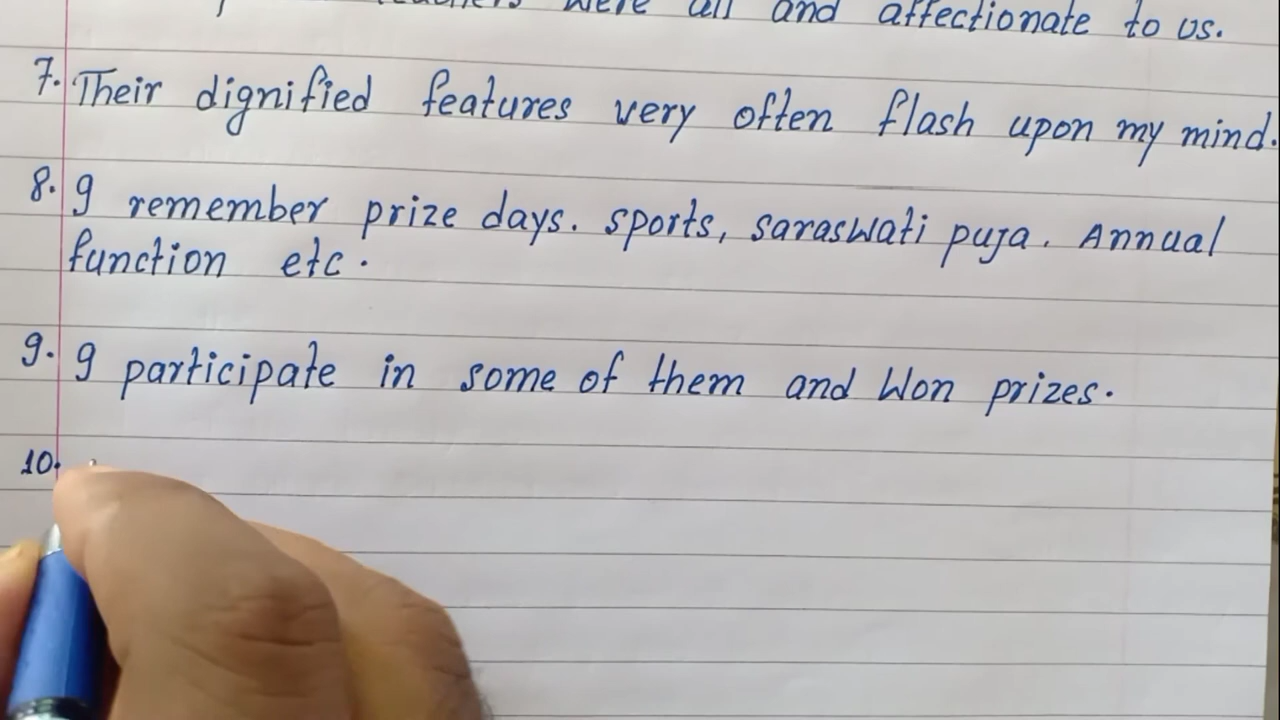 were all and affectionate to us.
7. Their dignified features very often flash upon my mind.
8. I remember prize days. sports, saraswati puja. Annual
function etc.
9. I participate in some of them and Won prizes.
10.